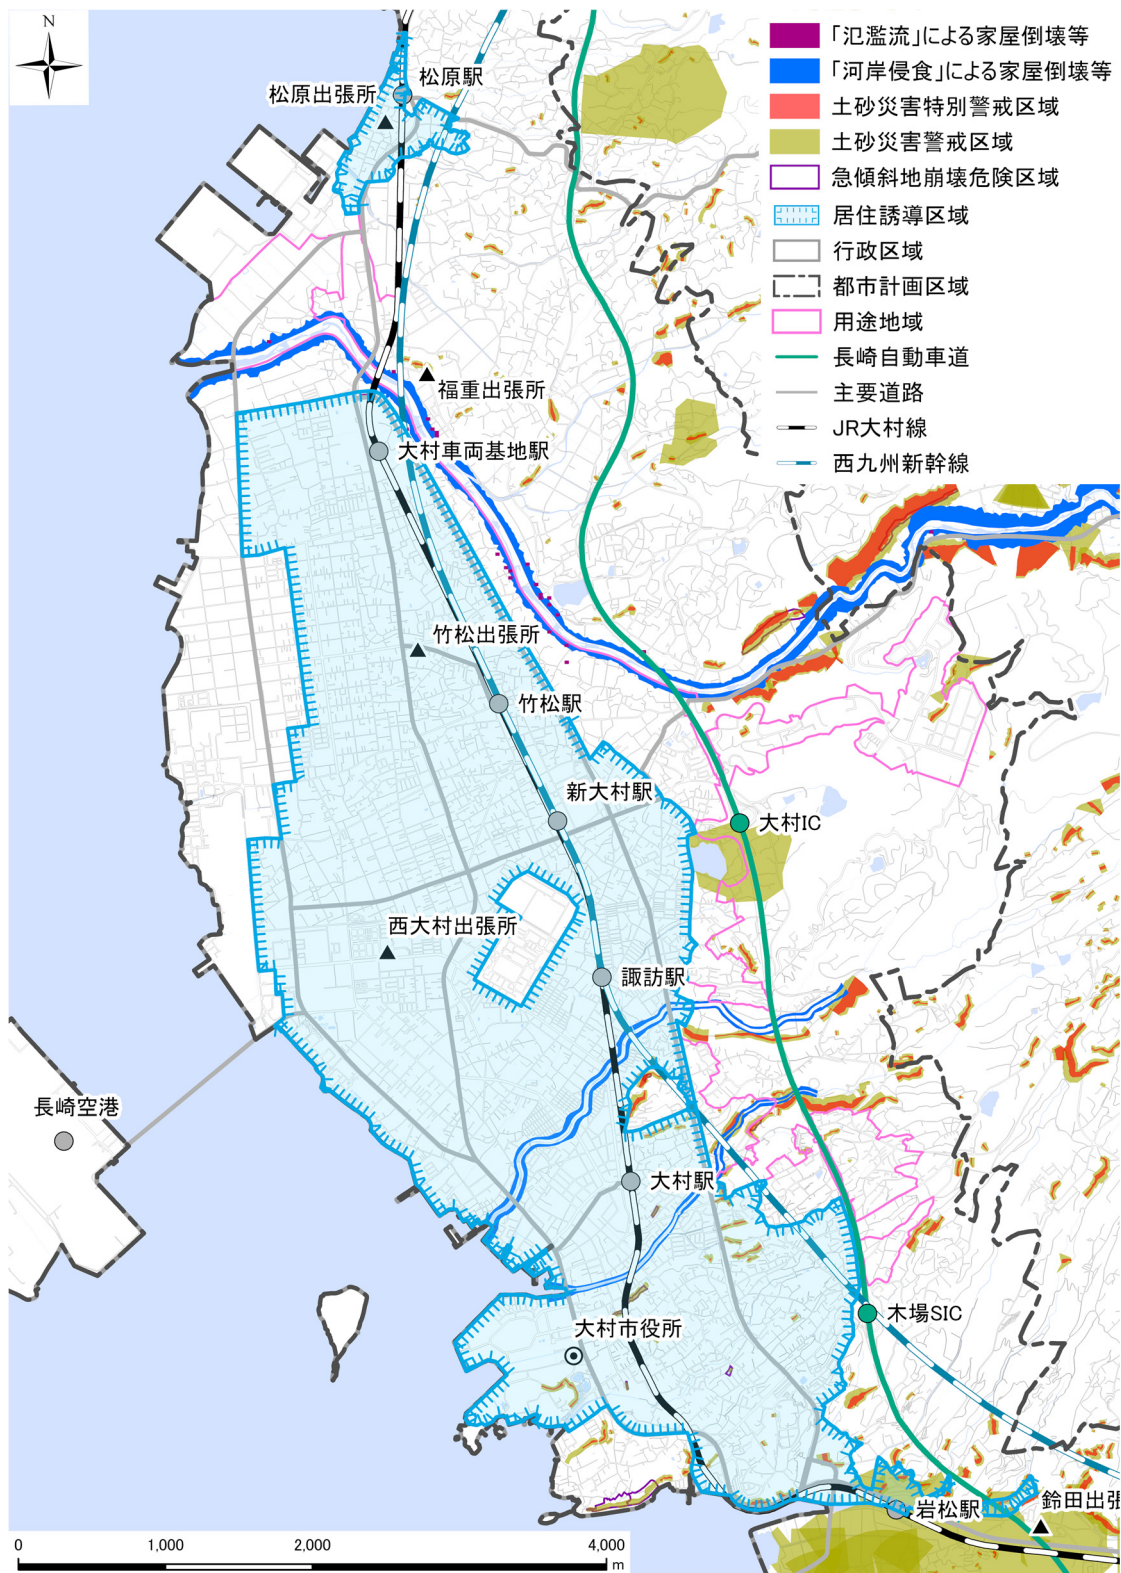 N
「氾濫流」による家屋倒壊等
「河岸侵食」による家屋倒壊等
土砂災害特別警戒区域
土砂災害警戒区域
急傾斜地崩壊危険区域
居住誘導区域
行政区域
都市計画区域
用途地域
長崎自動車道
主要道路
JR大村線
西九州新幹線
松原駅
松原出張所
福重出張所
大村車両基地駅
竹松出張所
竹松駅
新大村駅
大村IC
西大村出張所
諏訪駅
長崎空港
大村駅
木場SIC
大村市役所
岩松駅
鈴田出張
0 1,000 2,000 4,000 m